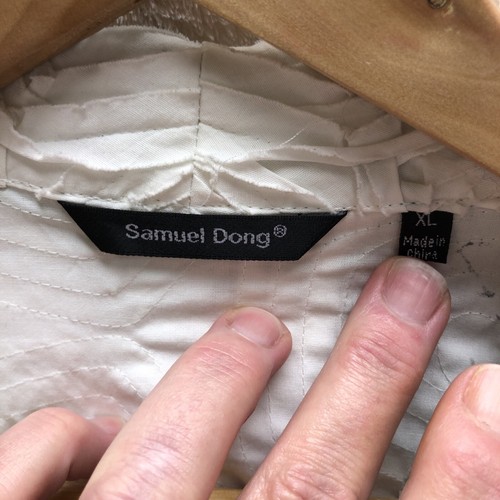 Samuel Dong®
XL
Made in
China